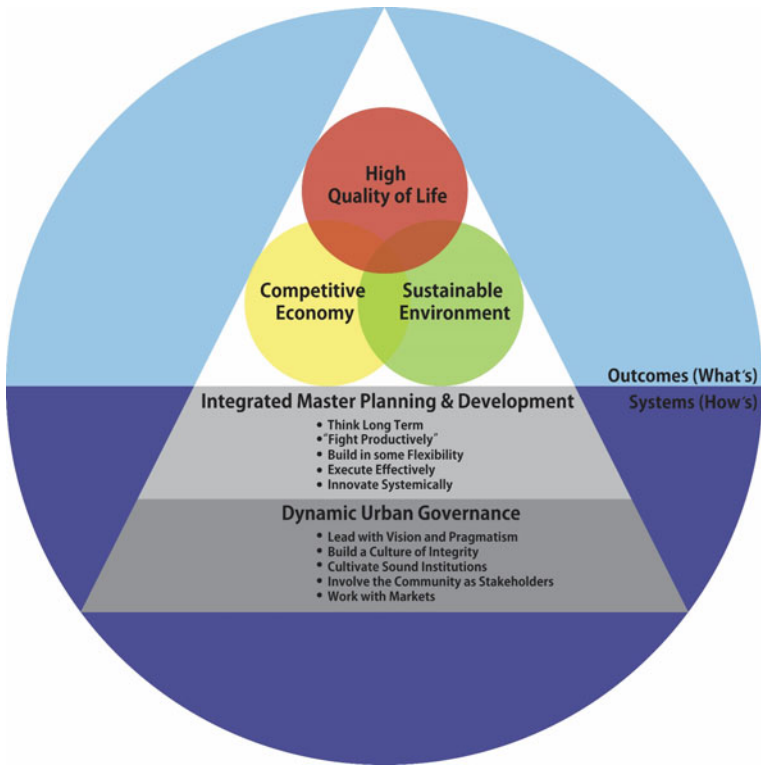 High
Quality of Life
Competitive
Economy
Sustainable
Environment
Outcomes (What´s)
Systems (How´s)
Integrated Master Planning & Development
• Think Long Term
•"Fight Productively"
• Build in some Flexibility
• Execute Effectively
• Innovate Systemically
Dynamic Urban Governance
• Lead with Vision and Pragmatism
• Build a Culture of Integrity
• Cultivate Sound Institutions
• Involve the Community as Stakeholders
• Work with Markets